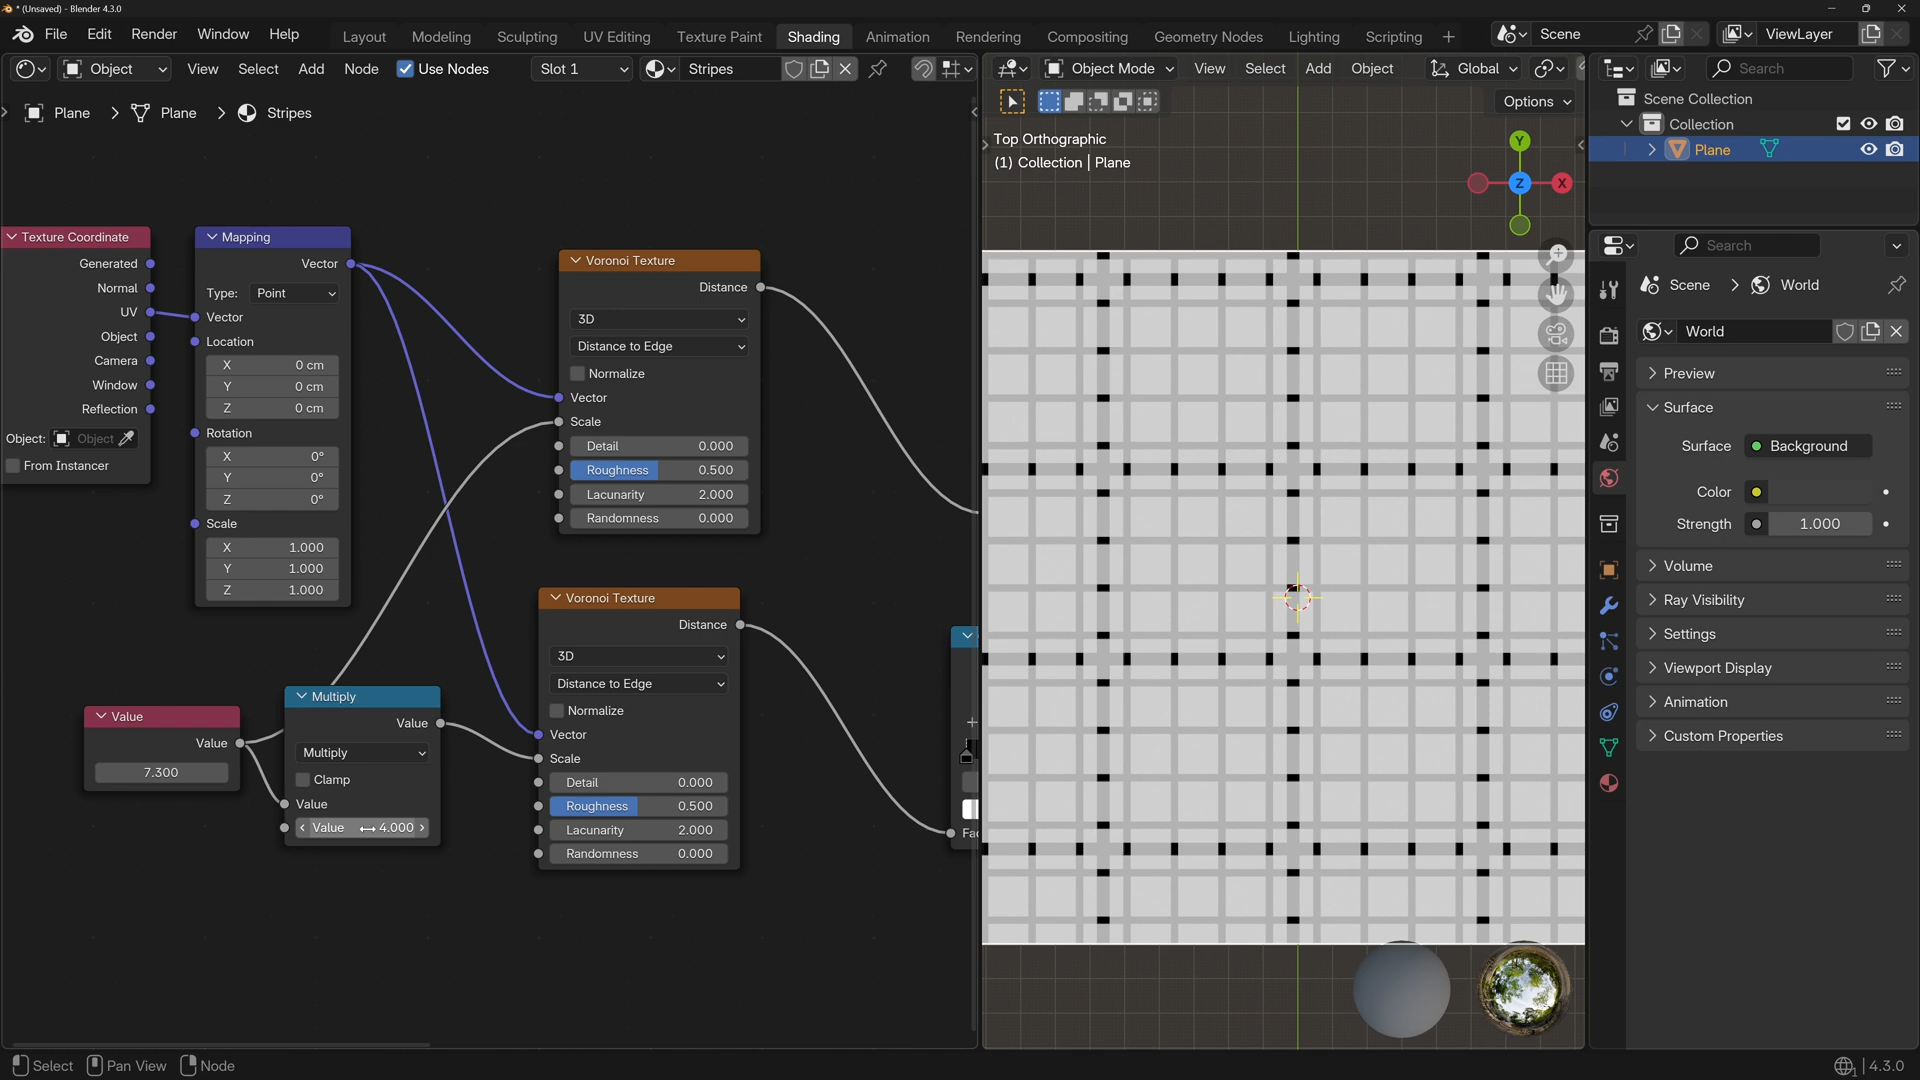 * (Unsaved) - Blender 4.3.0
File Edit Render Window Help Layout Modeling Sculpting UV Editing Texture Paint Shading Animation Rendering Compositing Geometry Nodes Lighting Scripting + Scene ViewLayer
Object View Select Add Node Use Nodes Slot 1 Stripes
Object Mode View Select Add Object Global
Search
Options
Scene Collection
Collection
Plane
Plane > Plane > Stripes
Top Orthographic
(1) Collection | Plane
Y
Z
X
Texture Coordinate
Generated
Normal
UV
Object
Camera
Window
Reflection
Object: Object
From Instancer
Mapping
Vector
Type: Point
Vector
Location
X 0 cm
Y 0 cm
Z 0 cm
Rotation
X 0°
Y 0°
Z 0°
Scale
X 1.000
Y 1.000
Z 1.000
Voronoi Texture
Distance
3D
Distance to Edge
Normalize
Vector
Scale
Detail 0.000
Roughness 0.500
Lacunarity 2.000
Randomness 0.000
Value
Value
7.300
Multiply
Value
Multiply
Clamp
Value
Value 4.000
Voronoi Texture
Distance
3D
Distance to Edge
Normalize
Vector
Scale
Detail 0.000
Roughness 0.500
Lacunarity 2.000
Randomness 0.000
Search
Scene > World
World
Preview
Surface
Surface Background
Color
Strength 1.000
Volume
Ray Visibility
Settings
Viewport Display
Animation
Custom Properties
Select Pan View Node
4.3.0